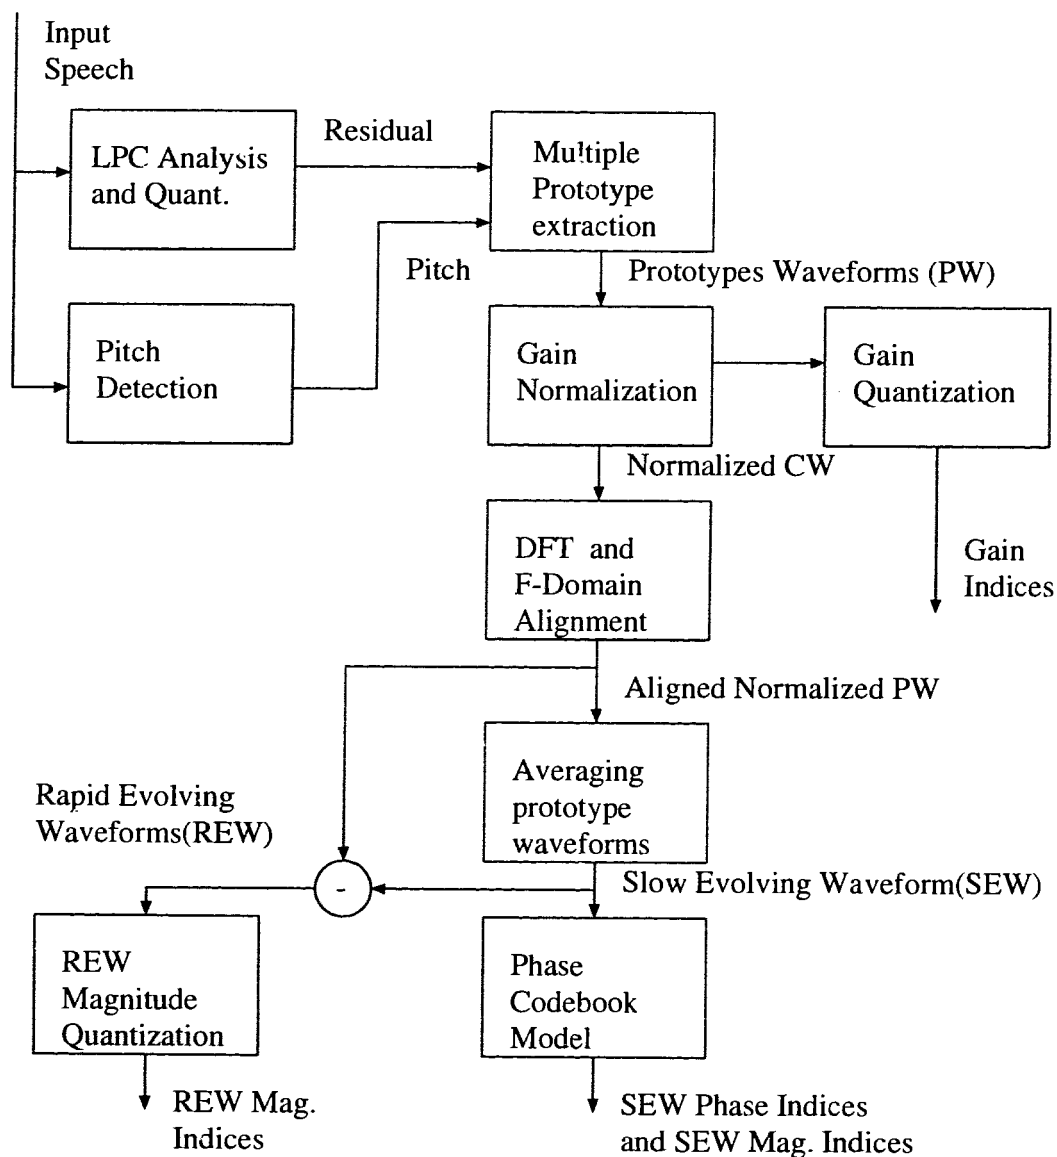 Input
Speech
LPC Analysis
and Quant.
Residual
Multiple
Prototype
extraction
Pitch
Prototypes Waveforms (PW)
Pitch
Detection
Gain
Normalization
Gain
Quantization
Normalized CW
DFT and
F-Domain
Alignment
Gain
Indices
Aligned Normalized PW
Averaging
prototype
waveforms
Rapid Evolving
Waveforms(REW)
-
Slow Evolving Waveform(SEW)
REW
Magnitude
Quantization
Phase
Codebook
Model
REW Mag.
Indices
SEW Phase Indices
and SEW Mag. Indices